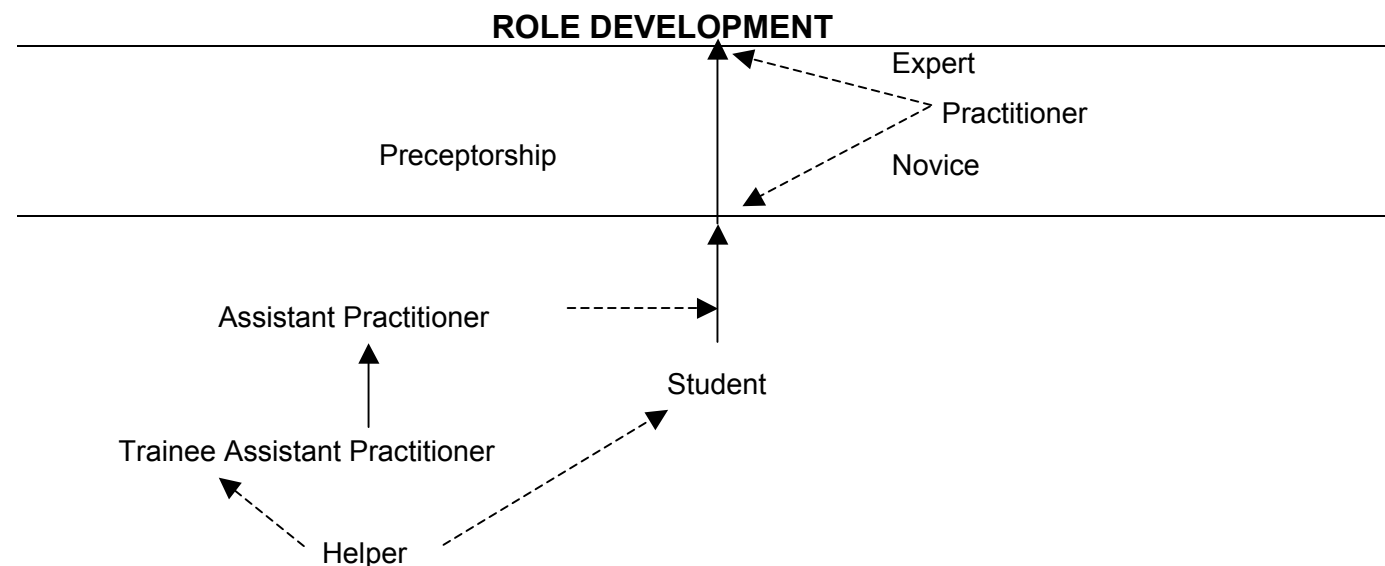 ROLE DEVELOPMENT
Expert
Practitioner
Preceptorship
Novice
Assistant Practitioner
Student
Trainee Assistant Practitioner
Helper